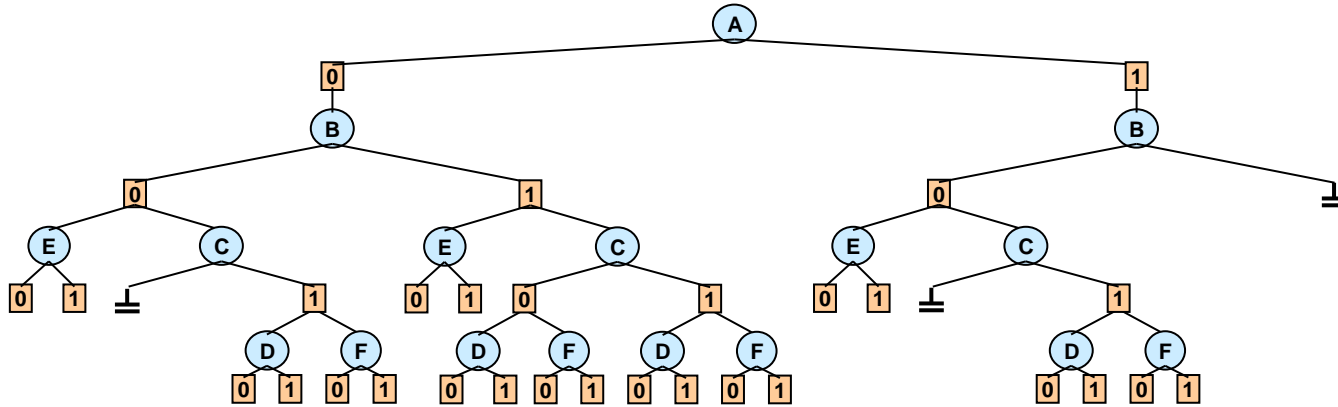 A
0 1
B B
0 1 0
E C E C E C
0 1 1 0 1 0 1 0 1 1
D F D F D F D F
0 1 0 1 0 1 0 1 0 1 0 1 0 1 0 1